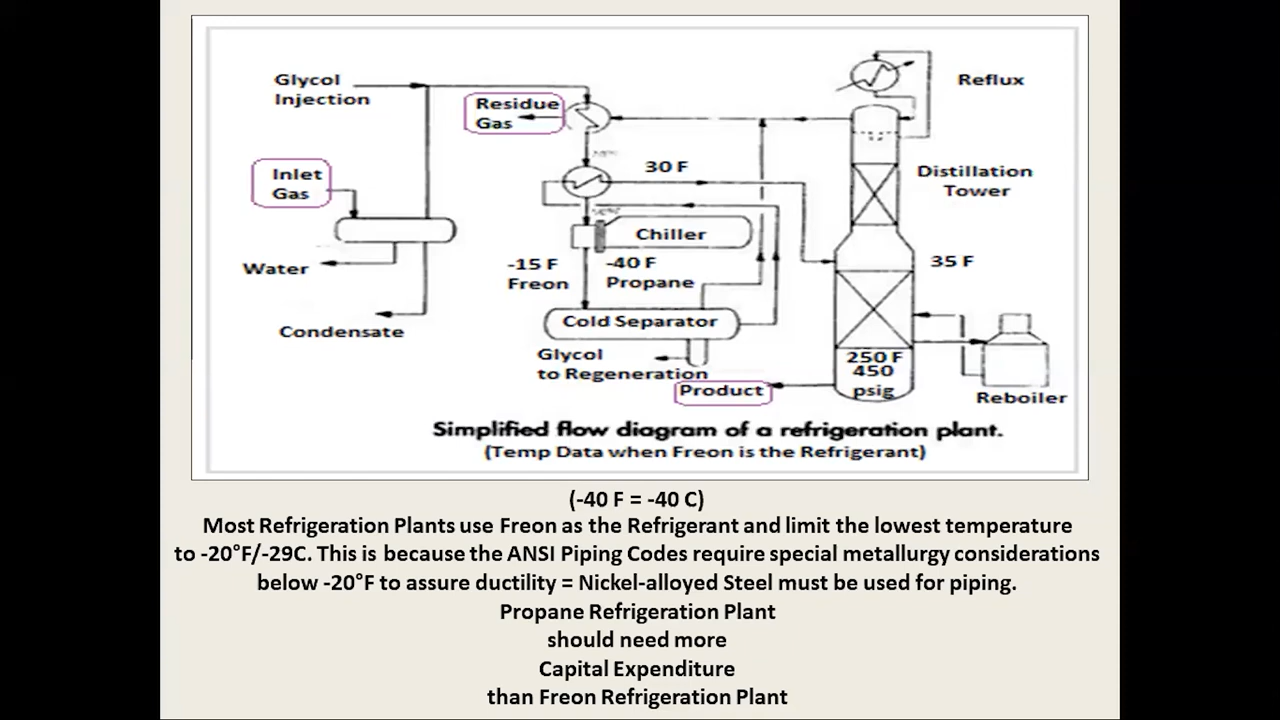 Glycol
Injection
Residue
Gas
Reflux
Inlet
Gas
30 F
Distillation
Tower
Chiller
Water
-15 F
Freon
-40 F
Propane
35 F
Condensate
Cold Separator
Glycol
to Regeneration
250 F
450
psig
Product
Reboiler
Simplified flow diagram of a refrigeration plant.
(Temp Data when Freon is the Refrigerant)
(-40 F = -40 C)
Most Refrigeration Plants use Freon as the Refrigerant and limit the lowest temperature
to -20°F/-29C. This is because the ANSI Piping Codes require special metallurgy considerations
below -20°F to assure ductility = Nickel-alloyed Steel must be used for piping.
Propane Refrigeration Plant
should need more
Capital Expenditure
than Freon Refrigeration Plant